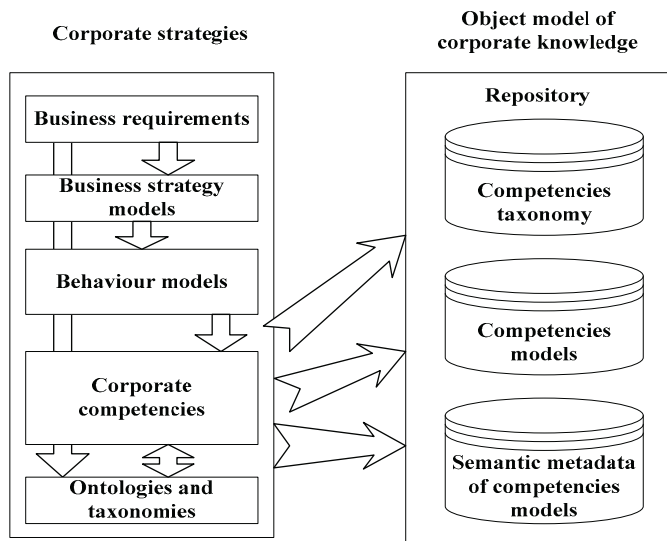 Corporate strategies
Business requirements
Business strategy
models
Behaviour models
Corporate
competencies
Ontologies and
taxonomies
Object model of
corporate knowledge
Repository
Competencies
taxonomy
Competencies
models
Semantic metadata
of competencies
models